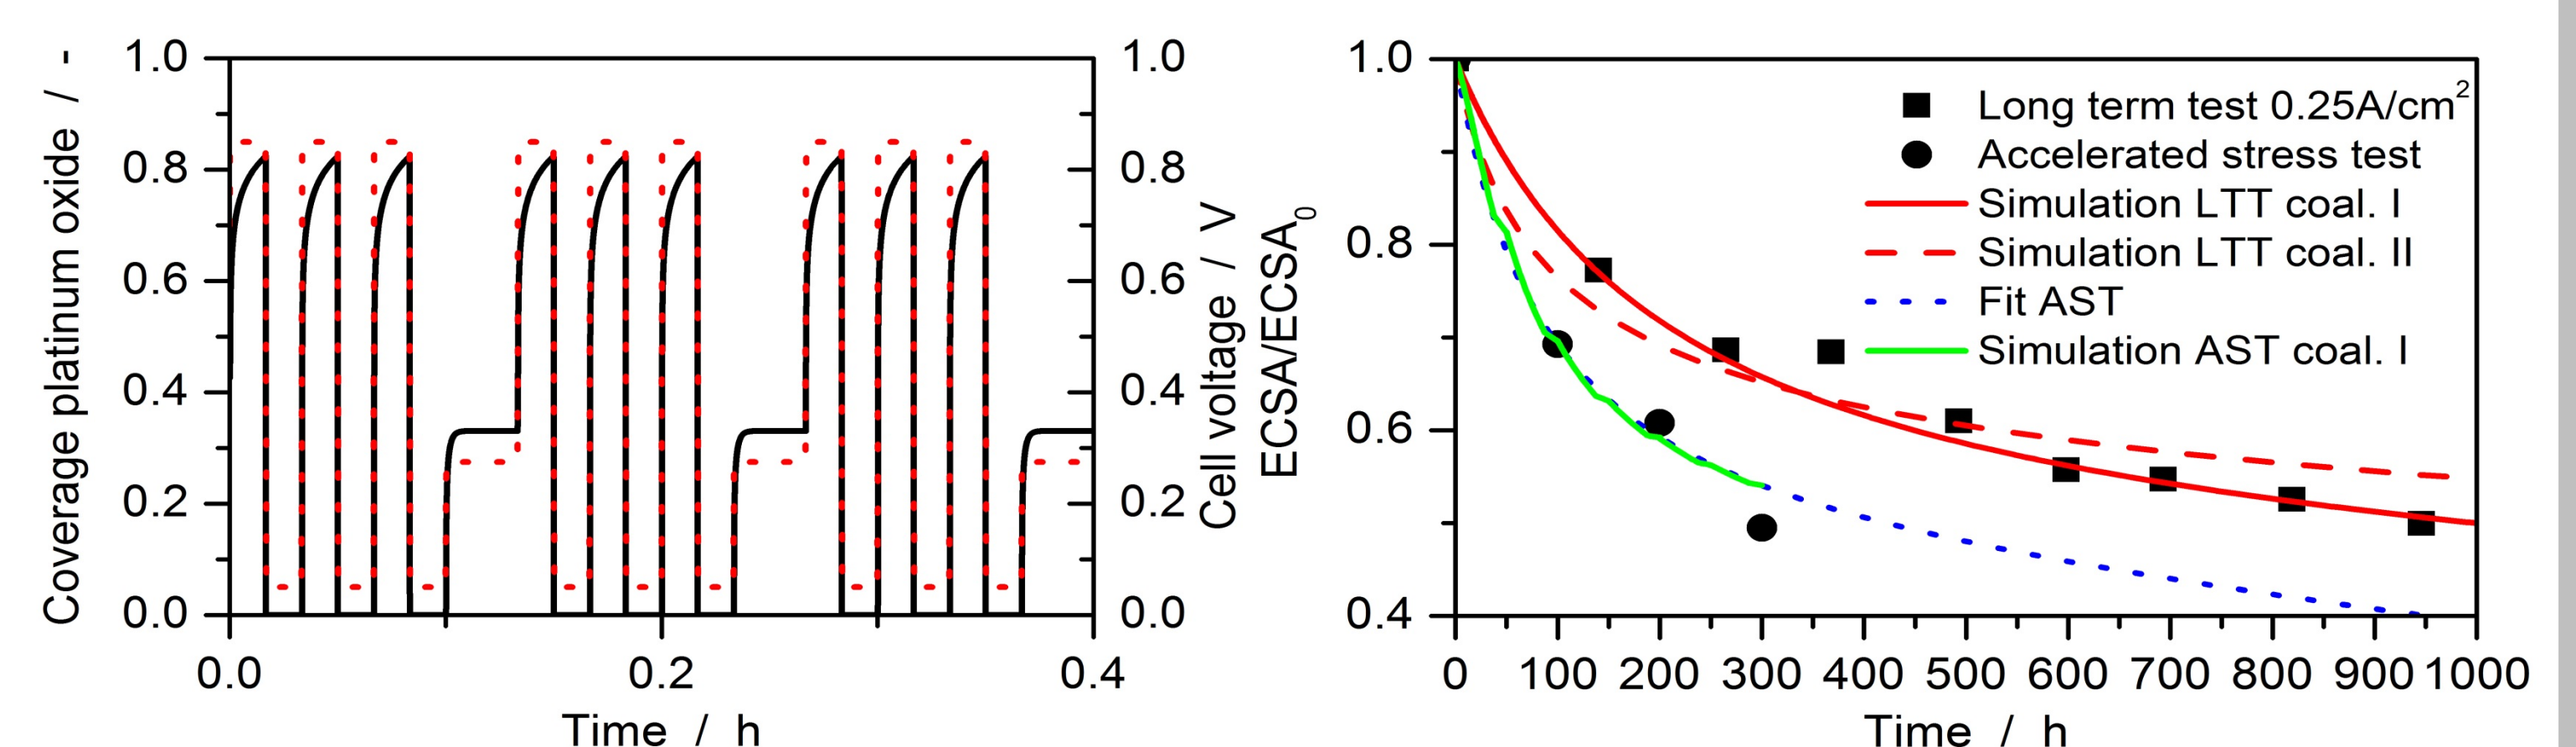 Coverage platinum oxide / -
1.0
0.8
0.6
0.4
0.2
0.0
0.0
0.2
0.4
Time / h
1.0
0.8
0.6
0.4
0.2
0.0
Cell voltage / V
ECSA/ECSA0
1.0
0.8
0.6
0.4
Long term test 0.25A/cm2
Accelerated stress test
Simulation LTT coal. I
Simulation LTT coal. II
Fit AST
Simulation AST coal. I
0 100 200 300 400 500 600 700 800 900 1000
Time / h